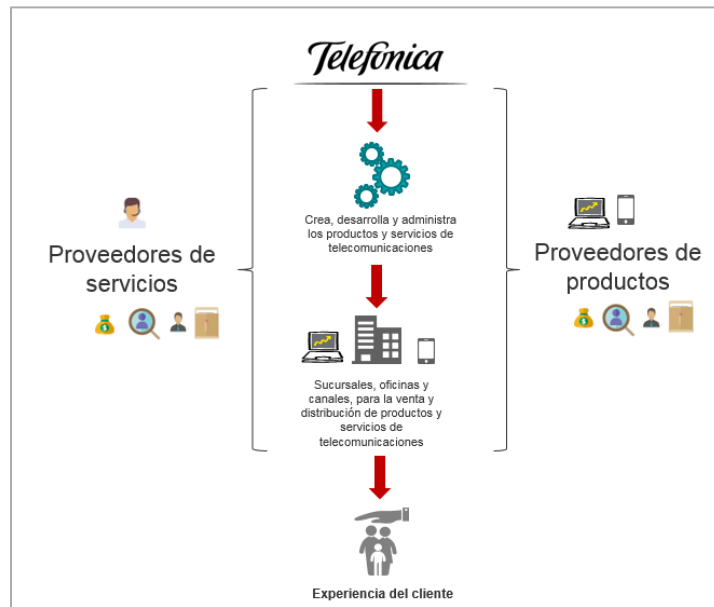 Telefónica
Crea, desarrolla y administra
los productos y servicios de
telecomunicaciones
Proveedores de
servicios
Proveedores de
productos
Sucursales, oficinas y
canales, para la venta y
distribución de productos y
servicios de
telecomunicaciones
Experiencia del cliente